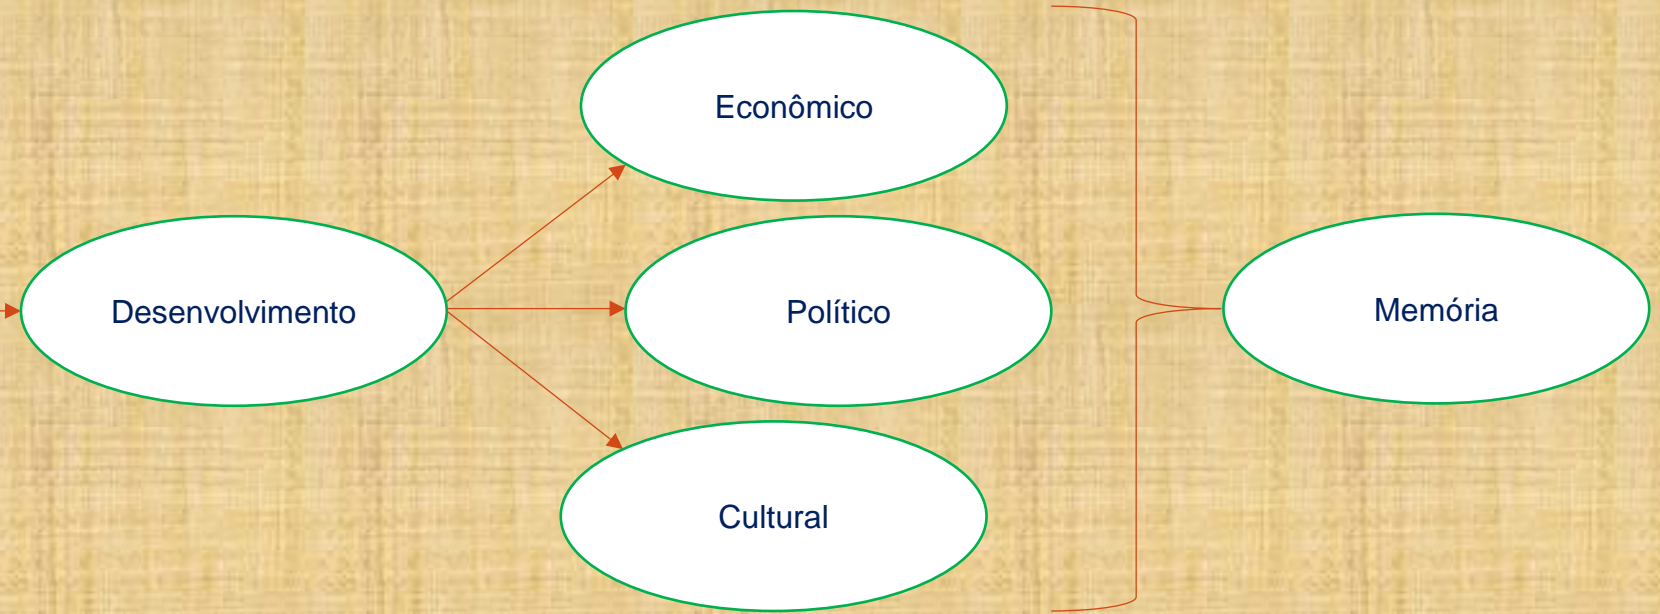 Econômico
Desenvolvimento
Político
Memória
Cultural